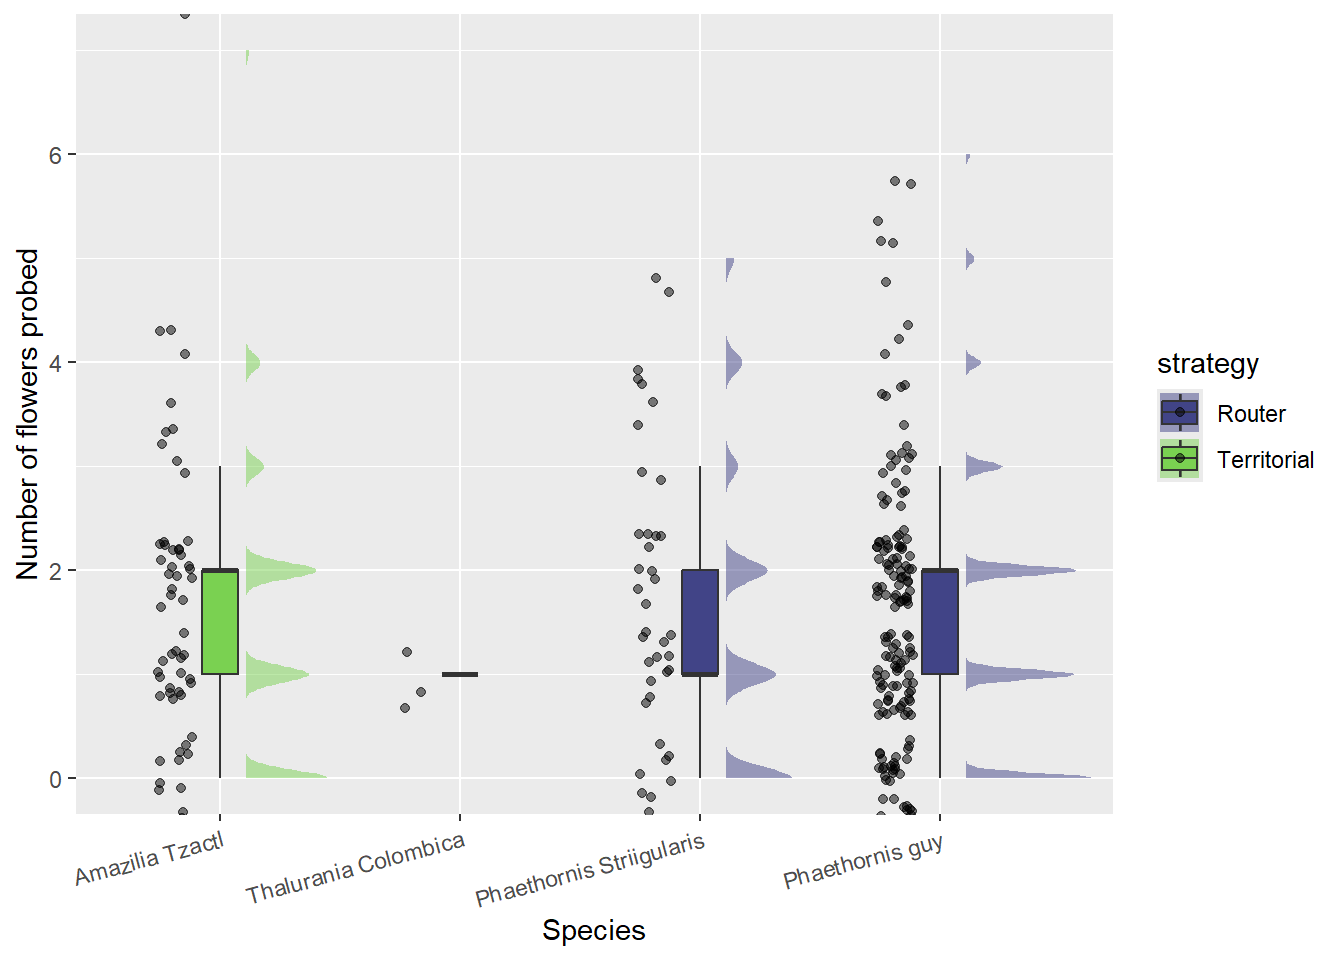 Number of flowers probed
6
4
2
0
Amazilia Tzactl
Thalurania Colombica
Phaethornis Striigularis
Phaethornis guy
Species
strategy
Router
Territorial